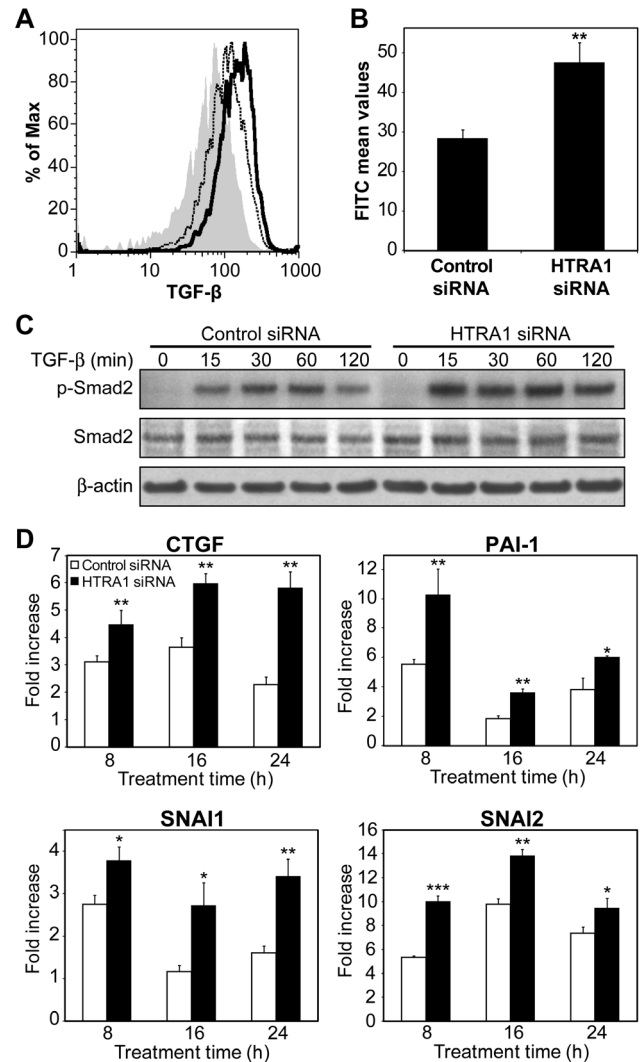 A
100
80
60
40
20
0
% of Max
1 10 100 1000
TGF-β
B
50
40
30
20
10
0
FITC mean values
**
Control siRNA
HTRA1 siRNA
C
Control siRNA HTRA1 siRNA
TGF-β (min) 0 15 30 60 120 0 15 30 60 120
p-Smad2
Smad2
β-actin
D
CTGF
Control siRNA
HTRA1 siRNA
7
6
5
4
3
2
1
0
Fold increase
** ** **
8 16 24
Treatment time (h)
PAI-1
12
10
8
6
4
2
0
Fold increase
** ** *
8 16 24
Treatment time (h)
SNAI1
4
3
2
1
0
Fold increase
* * **
8 16 24
Treatment time (h)
SNAI2
16
14
12
10
8
6
4
2
0
Fold increase
*** ** *
8 16 24
Treatment time (h)